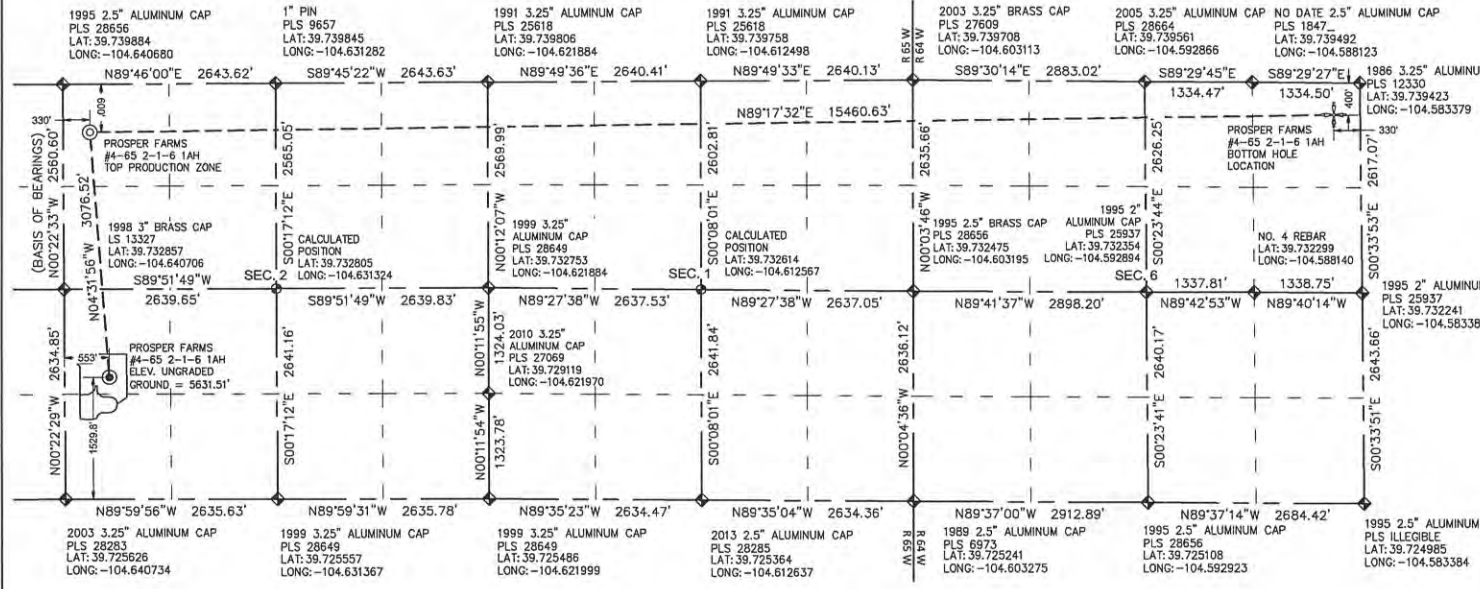 1995 2.5" ALUMINUM CAP
PLS 28656
LAT: 39.739884
LONG: -104.640680
1" PIN
PLS 9657
LAT: 39.739845
LONG: -104.631282
1991 3.25" ALUMINUM CAP
PLS 25618
LAT: 39.739806
LONG: -104.621884
1991 3.25" ALUMINUM CAP
PLS 25618
LAT: 39.739758
LONG: -104.612498
R 65 W
R 64 W
2003 3.25" BRASS CAP
PLS 27609
LAT: 39.739708
LONG: -104.603113
2005 3.25" ALUMINUM CAP
PLS 28664
LAT: 39.739561
LONG: -104.592866
NO DATE 2.5" ALUMINUM CAP
PLS 1847_
LAT: 39.739492
LONG: -104.588123
1986 3.25" ALUMINU
PLS 12330
LAT: 39.739423
LONG: -104.583379
N89°46'00"E 2643.62'
S89°45'22"W 2643.63'
N89°49'36"E 2640.41'
N89°49'33"E 2640.13'
S89°30'14"E 2883.02'
S89°29'45"E
1334.47'
S89°29'27"E
1334.50'
600'
330'
N89°17'32"E 15460.63'
400'
330'
PROSPER FARMS
#4-65 2-1-6 1AH
TOP PRODUCTION ZONE
PROSPER FARMS
#4-65 2-1-6 1AH
BOTTOM HOLE
LOCATION
(BASIS OF BEARINGS)
N00°22'33"W 2560.60'
N04°31'56"W 3076.52'
S00°17'12"E 2565.05'
N00°12'07"W 2569.99'
S00°08'01"E 2602.81'
N00°03'46"W 2635.66'
S00°23'44"E 2626.25'
S00°33'53"E 2617.07'
1998 3" BRASS CAP
LS 13327
LAT: 39.732857
LONG: -104.640706
CALCULATED
POSITION
LAT: 39.732805
LONG: -104.631324
1999 3.25"
ALUMINUM CAP
PLS 28649
LAT: 39.732753
LONG: -104.621884
CALCULATED
POSITION
LAT: 39.732614
LONG: -104.612567
1995 2.5" BRASS CAP
PLS 28656
LAT: 39.732475
LONG: -104.603195
1995 2"
ALUMINUM CAP
PLS 25937
LAT: 39.732354
LONG: -104.592894
NO. 4 REBAR
LAT: 39.732299
LONG: -104.588140
1995 2" ALUMINU
PLS 25937
LAT: 39.732241
LONG: -104.58338
SEC. 2
SEC. 1
SEC. 6
S89°51'49"W
2639.65'
S89°51'49"W 2639.83'
N89°27'38"W 2637.53'
N89°27'38"W 2637.05'
N89°41'37"W 2898.20'
1337.81'
N89°42'53"W
1338.75'
N89°40'14"W
553'
PROSPER FARMS
#4-65 2-1-6 1AH
ELEV. UNGRADED
GROUND = 5631.51'
1529.8'
2010 3.25"
ALUMINUM CAP
PLS 27069
LAT: 39.729119
LONG: -104.621970
N00°22'29"W 2634.85'
S00°17'12"E 2641.16'
N00°11'55"W 1324.03'
N00°11'54"W
1323.78'
S00°08'01"E 2641.84'
N00°04'36"W 2636.12'
S00°23'41"E 2640.17'
S00°33'51"E 2643.66'
N89°59'56"W 2635.63'
N89°59'31"W 2635.78'
N89°35'23"W 2634.47'
N89°35'04"W 2634.36'
N89°37'00"W 2912.89'
N89°37'14"W 2684.42'
2003 3.25" ALUMINUM CAP
PLS 28283
LAT: 39.725626
LONG: -104.640734
1999 3.25" ALUMINUM CAP
PLS 28649
LAT: 39.725557
LONG: -104.631367
1999 3.25" ALUMINUM CAP
PLS 28649
LAT: 39.725486
LONG: -104.621999
2013 2.5" ALUMINUM CAP
PLS 28285
LAT: 39.725364
LONG: -104.612637
R 65 W
R 64 W
1989 2.5" ALUMINUM CAP
PLS 6973
LAT: 39.725241
LONG: -104.603275
1995 2.5" ALUMINUM CAP
PLS 28656
LAT: 39.725108
LONG: -104.592923
1995 2.5" ALUMINUM
PLS ILLEGIBLE
LAT: 39.724985
LONG: -104.583384